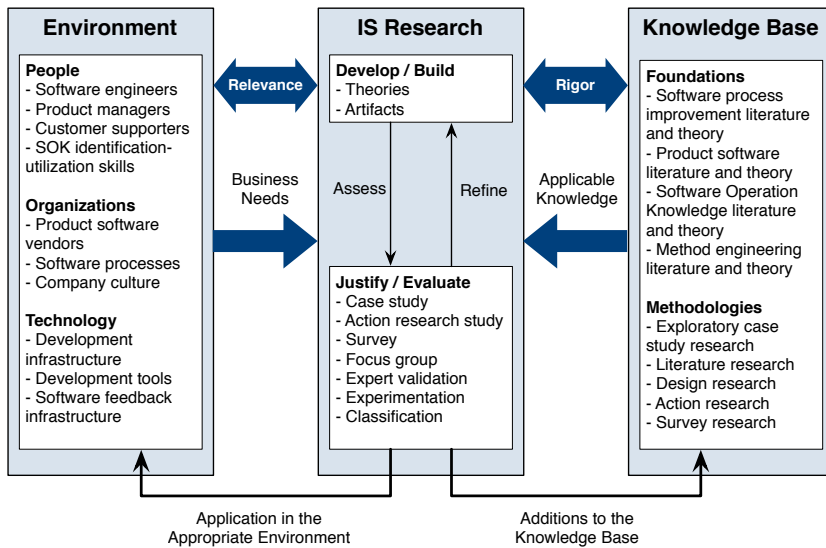 Environment
People
- Software engineers
- Product managers
- Customer supporters
- SOK identification-
utilization skills
Organizations
- Product software
vendors
- Software processes
- Company culture
Technology
- Development
infrastructure
- Development tools
- Software feedback
infrastructure
Relevance
Business
Needs
IS Research
Develop / Build
- Theories
- Artifacts
Assess
Refine
Justify / Evaluate
- Case study
- Action research study
- Survey
- Focus group
- Expert validation
- Experimentation
- Classification
Rigor
Applicable
Knowledge
Knowledge Base
Foundations
- Software process
improvement literature
and theory
- Product software
literature and theory
- Software Operation
Knowledge literature
and theory
- Method engineering
literature and theory
Methodologies
- Exploratory case
study research
- Literature research
- Design research
- Action research
- Survey research
Application in the
Appropriate Environment
Additions to the
Knowledge Base